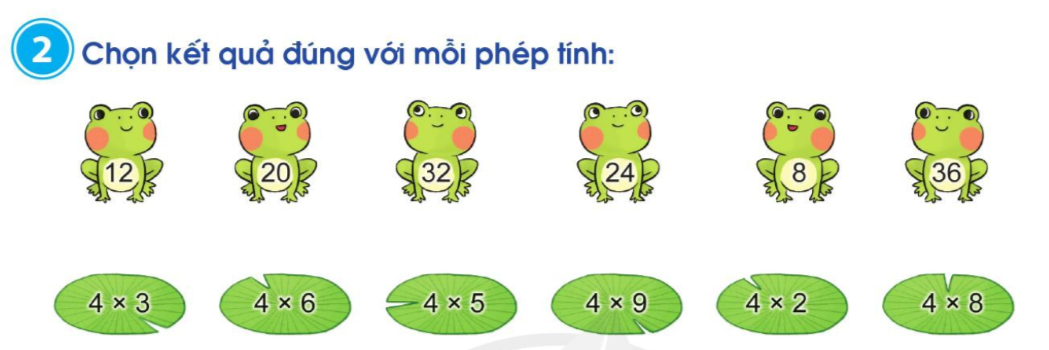 2 Chọn kết quả đúng với mỗi phép tính:
12 20 32 24 8 36
4 × 3 4 × 6 4 × 5 4 × 9 4 × 2 4 × 8